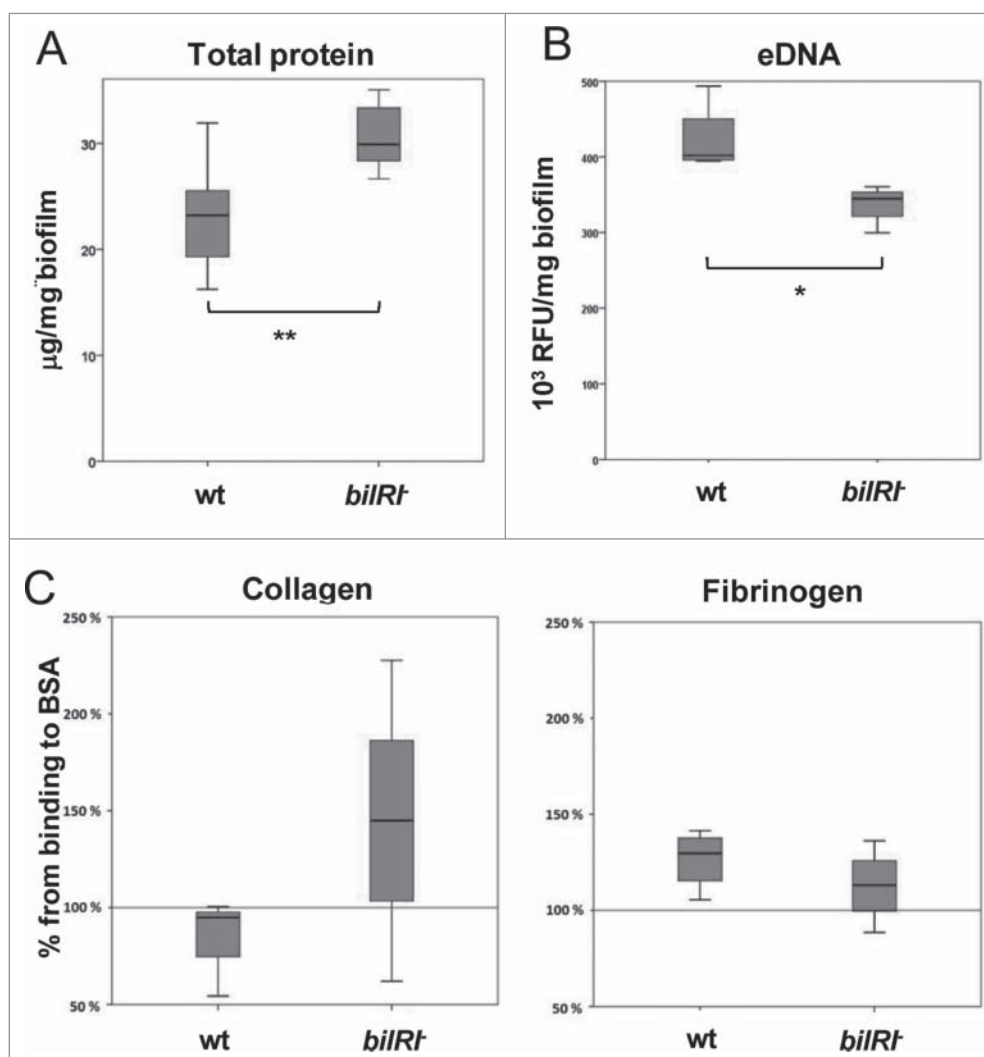 A
Total protein
μg/mg biofilm
30
20
10
0
**
wt
bilRI-
B
eDNA
10³ RFU/mg biofilm
500
400
300
200
100
0
*
wt
bilRI-
C
Collagen
% from binding to BSA
250 %
200 %
150 %
100 %
50 %
wt
bilRI-
Fibrinogen
250 %
200 %
150 %
100 %
50 %
wt
bilRI-